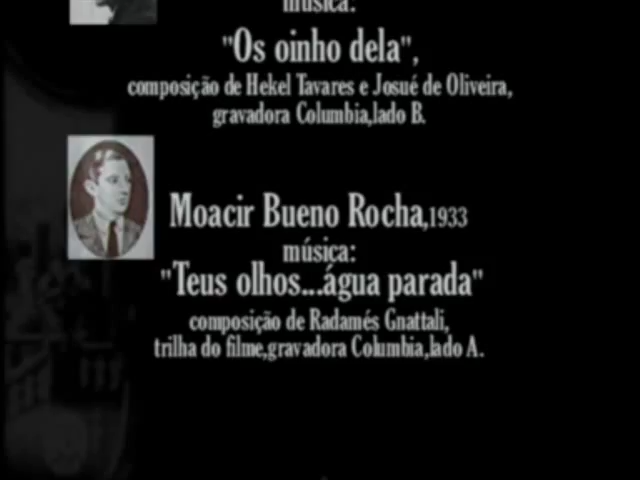 música:
"Os oinho dela",
composição de Hekel Tavares e Josué de Oliveira,
gravadora Columbia,lado B.
Moacir Bueno Rocha,1933
música:
"Teus olhos...água parada"
composição de Radamés Gnattali,
trilha do filme,gravadora Columbia,lado A.